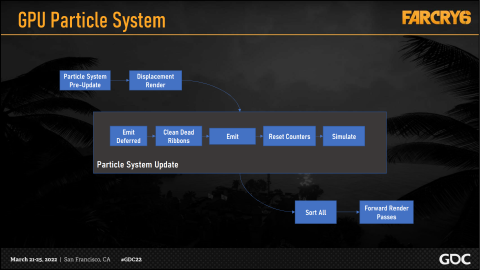 GPU Particle System
FARCRY6
Particle System
Pre-Update
Displacement
Render
Emit
Deferred
Clean Dead
Ribbons
Emit
Reset Counters
Simulate
Particle System Update
Sort All
Forward Render
Passes
March 21-25, 2022 | San Francisco, CA #GDC22
GDC